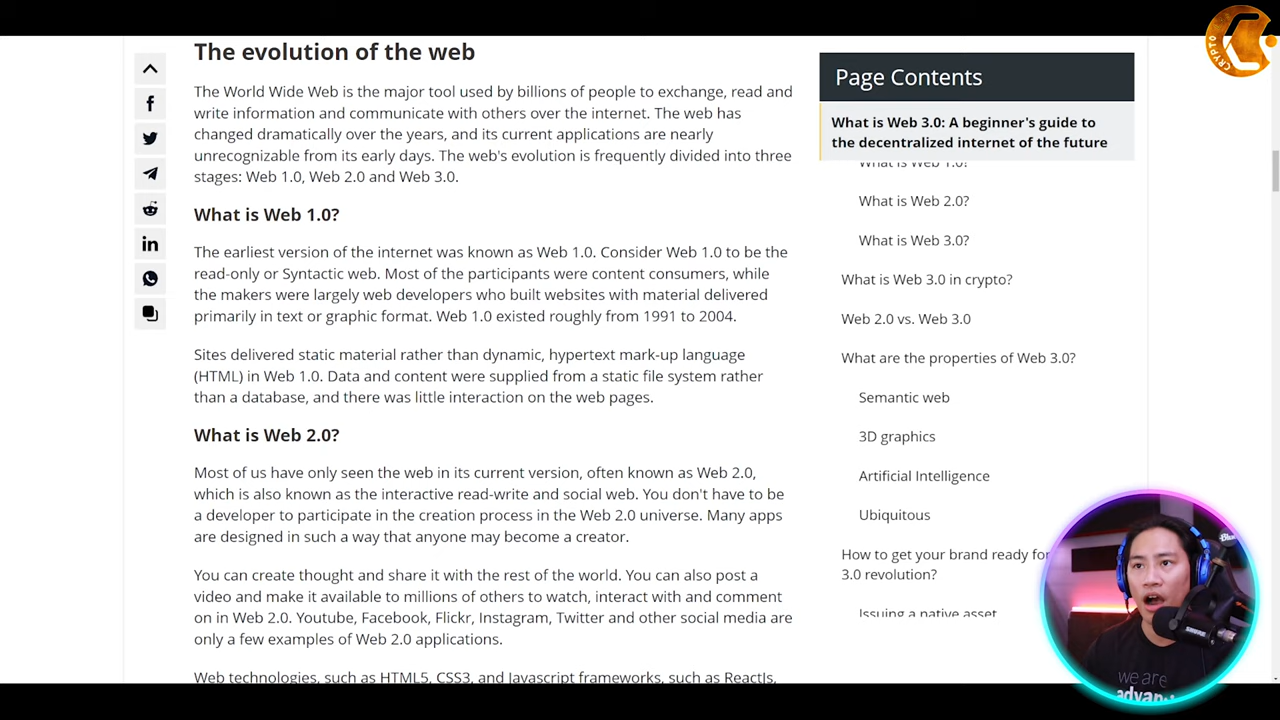 The evolution of the web
The World Wide Web is the major tool used by billions of people to exchange, read and
write information and communicate with others over the internet. The web has
changed dramatically over the years, and its current applications are nearly
unrecognizable from its early days. The web's evolution is frequently divided into three
stages: Web 1.0, Web 2.0 and Web 3.0.
What is Web 1.0?
The earliest version of the internet was known as Web 1.0. Consider Web 1.0 to be the
read-only or Syntactic web. Most of the participants were content consumers, while
the makers were largely web developers who built websites with material delivered
primarily in text or graphic format. Web 1.0 existed roughly from 1991 to 2004.
Sites delivered static material rather than dynamic, hypertext mark-up language
(HTML) in Web 1.0. Data and content were supplied from a static file system rather
than a database, and there was little interaction on the web pages.
What is Web 2.0?
Most of us have only seen the web in its current version, often known as Web 2.0,
which is also known as the interactive read-write and social web. You don't have to be
a developer to participate in the creation process in the Web 2.0 universe. Many apps
are designed in such a way that anyone may become a creator.
You can create thought and share it with the rest of the world. You can also post a
video and make it available to million of others to watch, interact with and comment
on in Web 2.0. Youtube, Facebook, Flickr, Instagram, Twitter and other social media are
only a few examples of Web 2.0 applications.
Web technologies, such as HTML5, CSS3, and Javascript frameworks, such as ReactJs,
Page Contents
What is Web 3.0: A beginner's guide to
the decentralized internet of the future
What is Web 1.0?
What is Web 2.0?
What is Web 3.0?
What is Web 3.0 in crypto?
Web 2.0 vs. Web 3.0
What are the properties of Web 3.0?
Semantic web
3D graphics
Artificial Intelligence
Ubiquitous
How to get your brand ready for
3.0 revolution?
Issuing a native asset
CRYPTO
SHURE
we are
advan